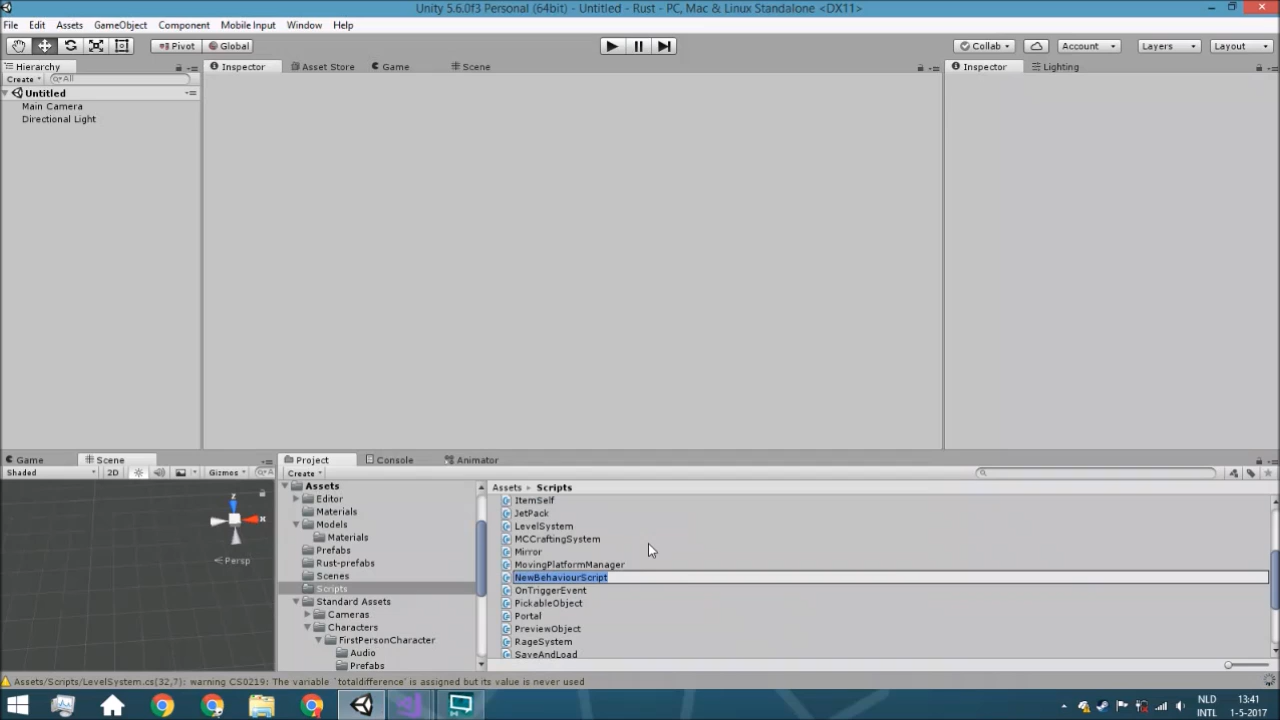 Unity 5.6.0f3 Personal (64bit) - Untitled - Rust - PC, Mac & Linux Standalone <DX11>
File Edit Assets GameObject Component Mobile Input Window Help
Pivot Global Collab Account Layers Layout
Hierarchy Inspector Asset Store Game Scene Inspector Lighting
Create All
Untitled
Main Camera
Directional Light
Game Scene Project Console Animator
Shaded 2D Gizmos Create
Assets
Editor
Materials
Models
Materials
Prefabs
Rust-prefabs
Scenes
Scripts
Standard Assets
Cameras
Characters
FirstPersonCharacter
Audio
Prefabs
Assets Scripts
ItemSelf
JetPack
LevelSystem
MCCraftingSystem
Mirror
MovingPlatformManager
NewBehaviourScript
OnTriggerEvent
PickableObject
Portal
PreviewObject
RageSystem
SaveAndLoad
z
x
Persp
Assets/Scripts/LevelSystem.cs(32,7): warning CS0219: The variable `totaldifference' is assigned but its value is never used
NLD 13:41
INTL 1-5-2017